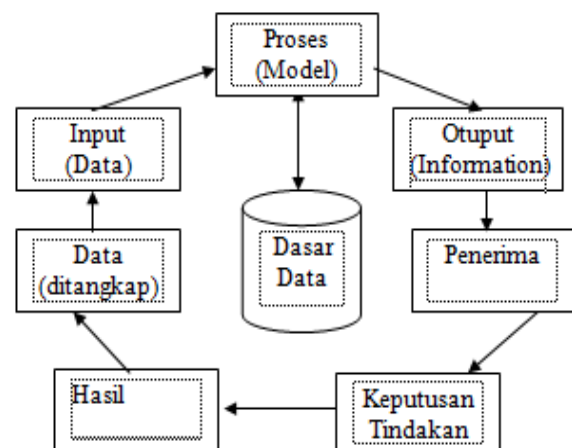 Proses
(Model)
Input
(Data)
Otuput
(Information)
Dasar
Data
Data
(ditangkap)
Penerima
Hasil
Keputusan
Tindakan